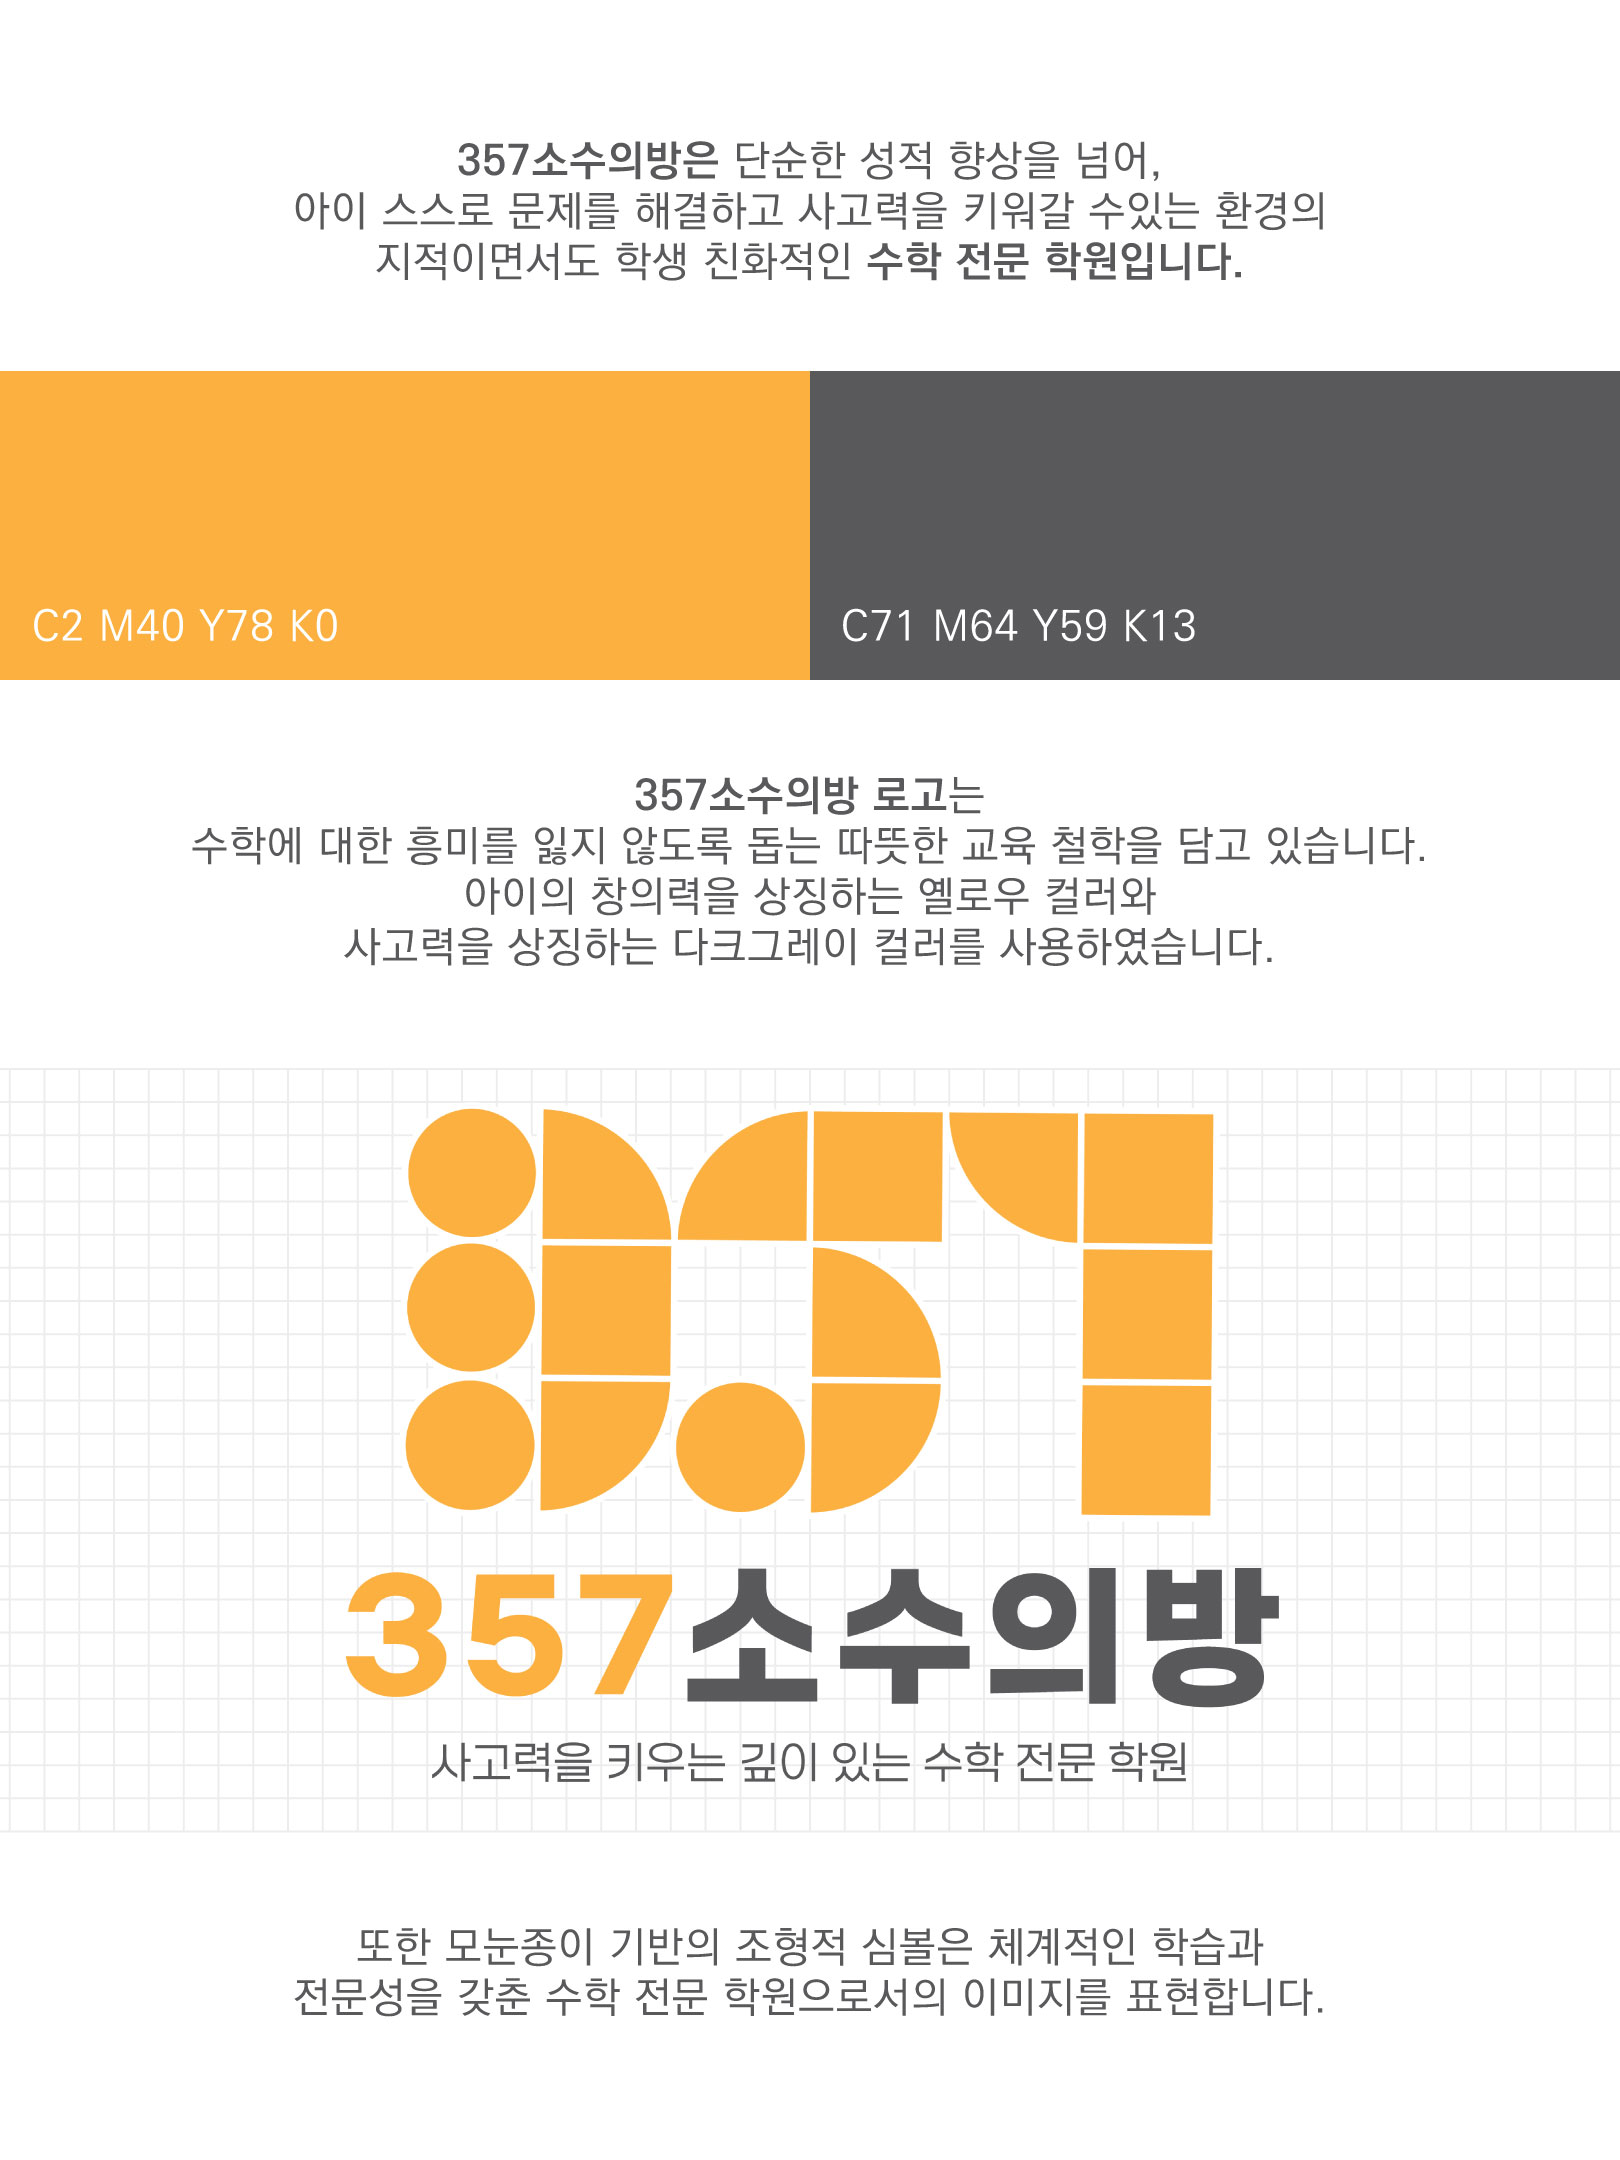 357소수의방은 단순한 성적 향상을 넘어,
아이 스스로 문제를 해결하고 사고력을 키워갈 수있는 환경의
지적이면서도 학생 친화적인 수학 전문 학원입니다.
C2 M40 Y78 K0
C71 M64 Y59 K13
357소수의방 로고는
수학에 대한 흥미를 잃지 않도록 돕는 따뜻한 교육 철학을 담고 있습니다.
아이의 창의력을 상징하는 옐로우 컬러와
사고력을 상징하는 다크그레이 컬러를 사용하였습니다.
357
357소수의방
사고력을 키우는 깊이 있는 수학 전문 학원
또한 모눈종이 기반의 조형적 심볼은 체계적인 학습과
전문성을 갖춘 수학 전문 학원으로서의 이미지를 표현합니다.